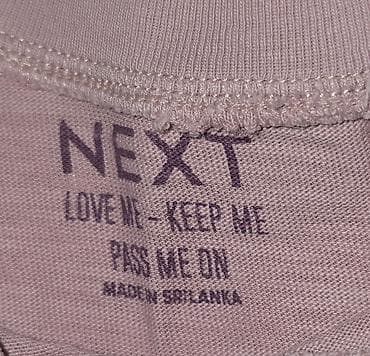 NEXT
LOVE ME - KEEP ME
PASS ME ON
MADE IN SRI LANKA